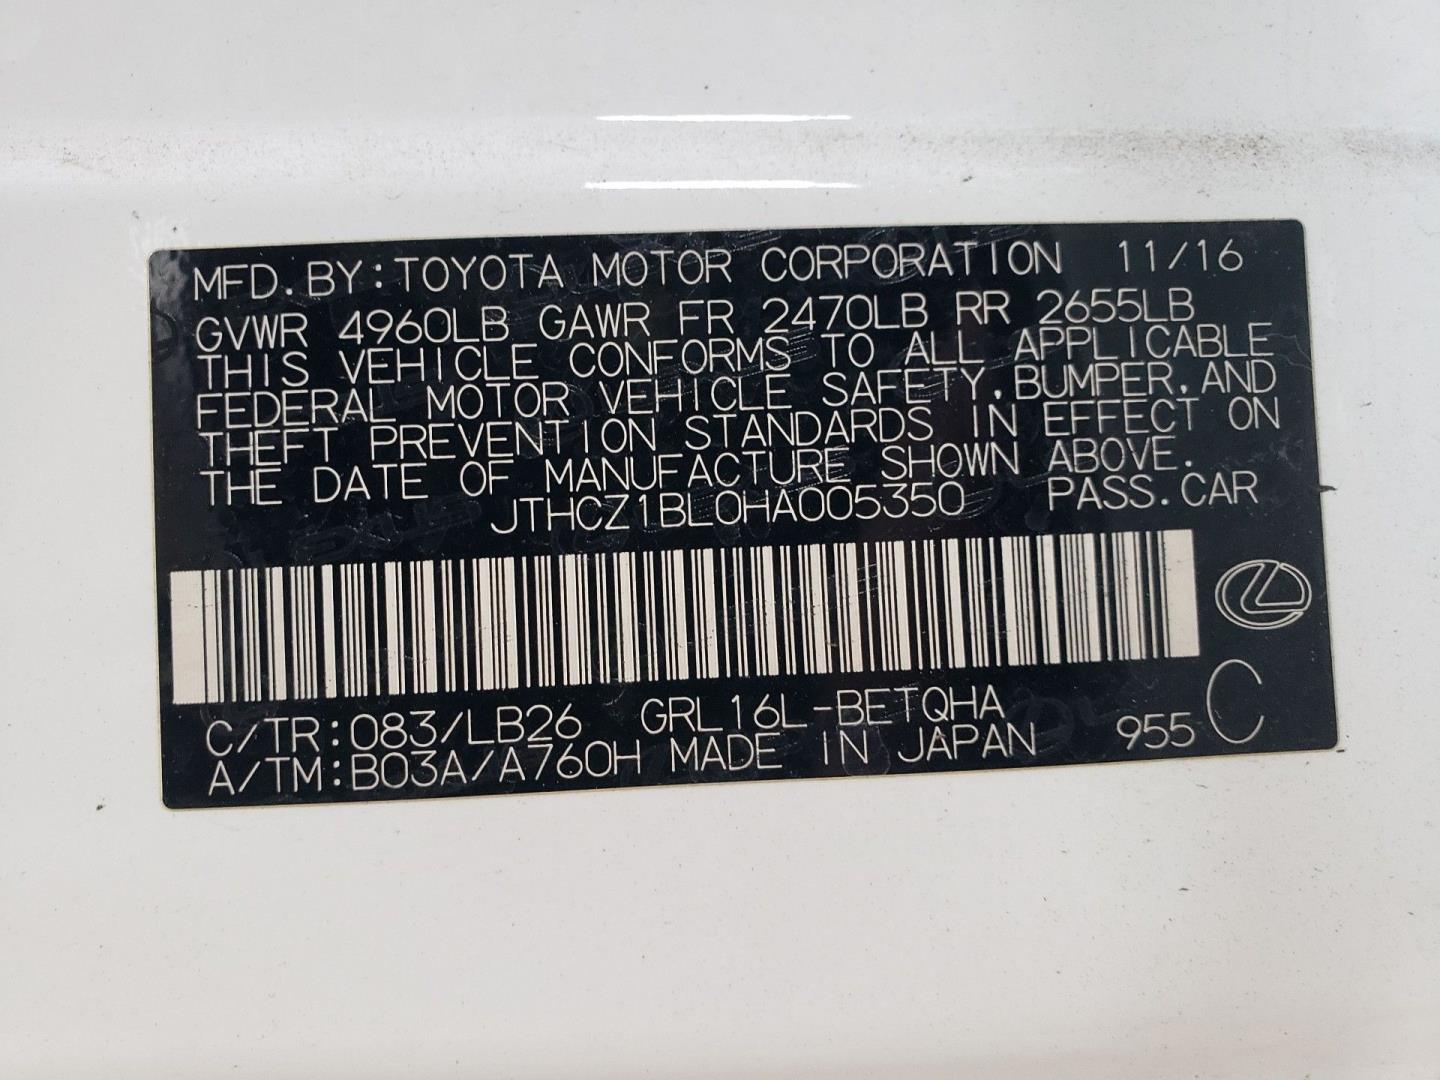 MFD. BY: TOYOTA MOTOR CORPORATION 11/16
GVWR 4960LB GAWR FR 2470LB RR 2655LB
THIS VEHICLE CONFORMS TO ALL APPLICABLE
FEDERAL MOTOR VEHICLE SAFETY, BUMPER, AND
THEFT PREVENTION STANDARDS IN EFFECT ON
THE DATE OF MANUFACTURE SHOWN ABOVE.
JTHCZ1BL0HA005350 PASS. CAR
C/TR: 083/LB26 GRL16L-BETQHA
A/TM: B03A/A760H MADE IN JAPAN 955 C